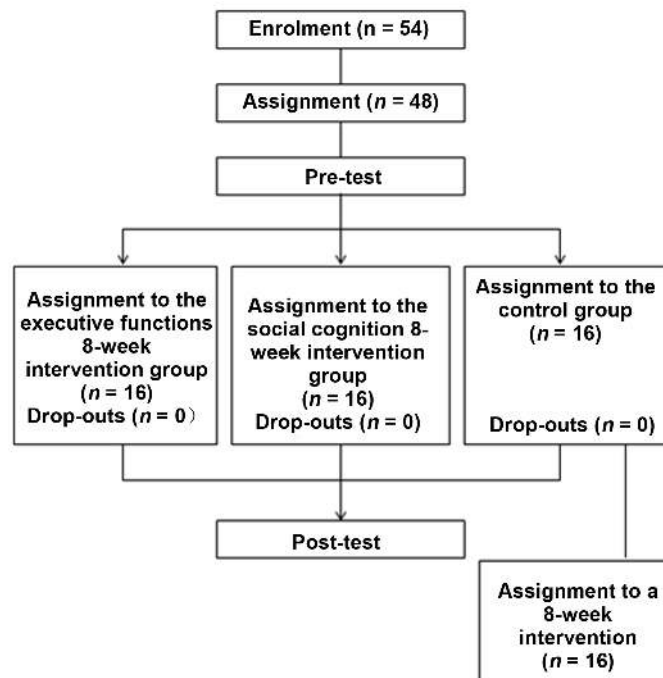 Enrolment (n = 54)
Assignment (n = 48)
Pre-test
Assignment to the
executive functions
8-week
intervention group
(n = 16)
Drop-outs (n = 0）
Assignment to the
social cognition 8-
week intervention
group
(n = 16)
Drop-outs (n = 0)
Assignment to the
control group
(n = 16)
Drop-outs (n = 0)
Post-test
Assignment to a
8-week
intervention
(n = 16)